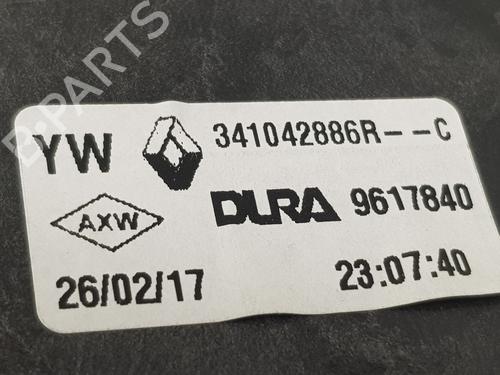 B-PARTS
YW 341042886R--C
AXW DURA 9617840
26/02/17 23:07:40